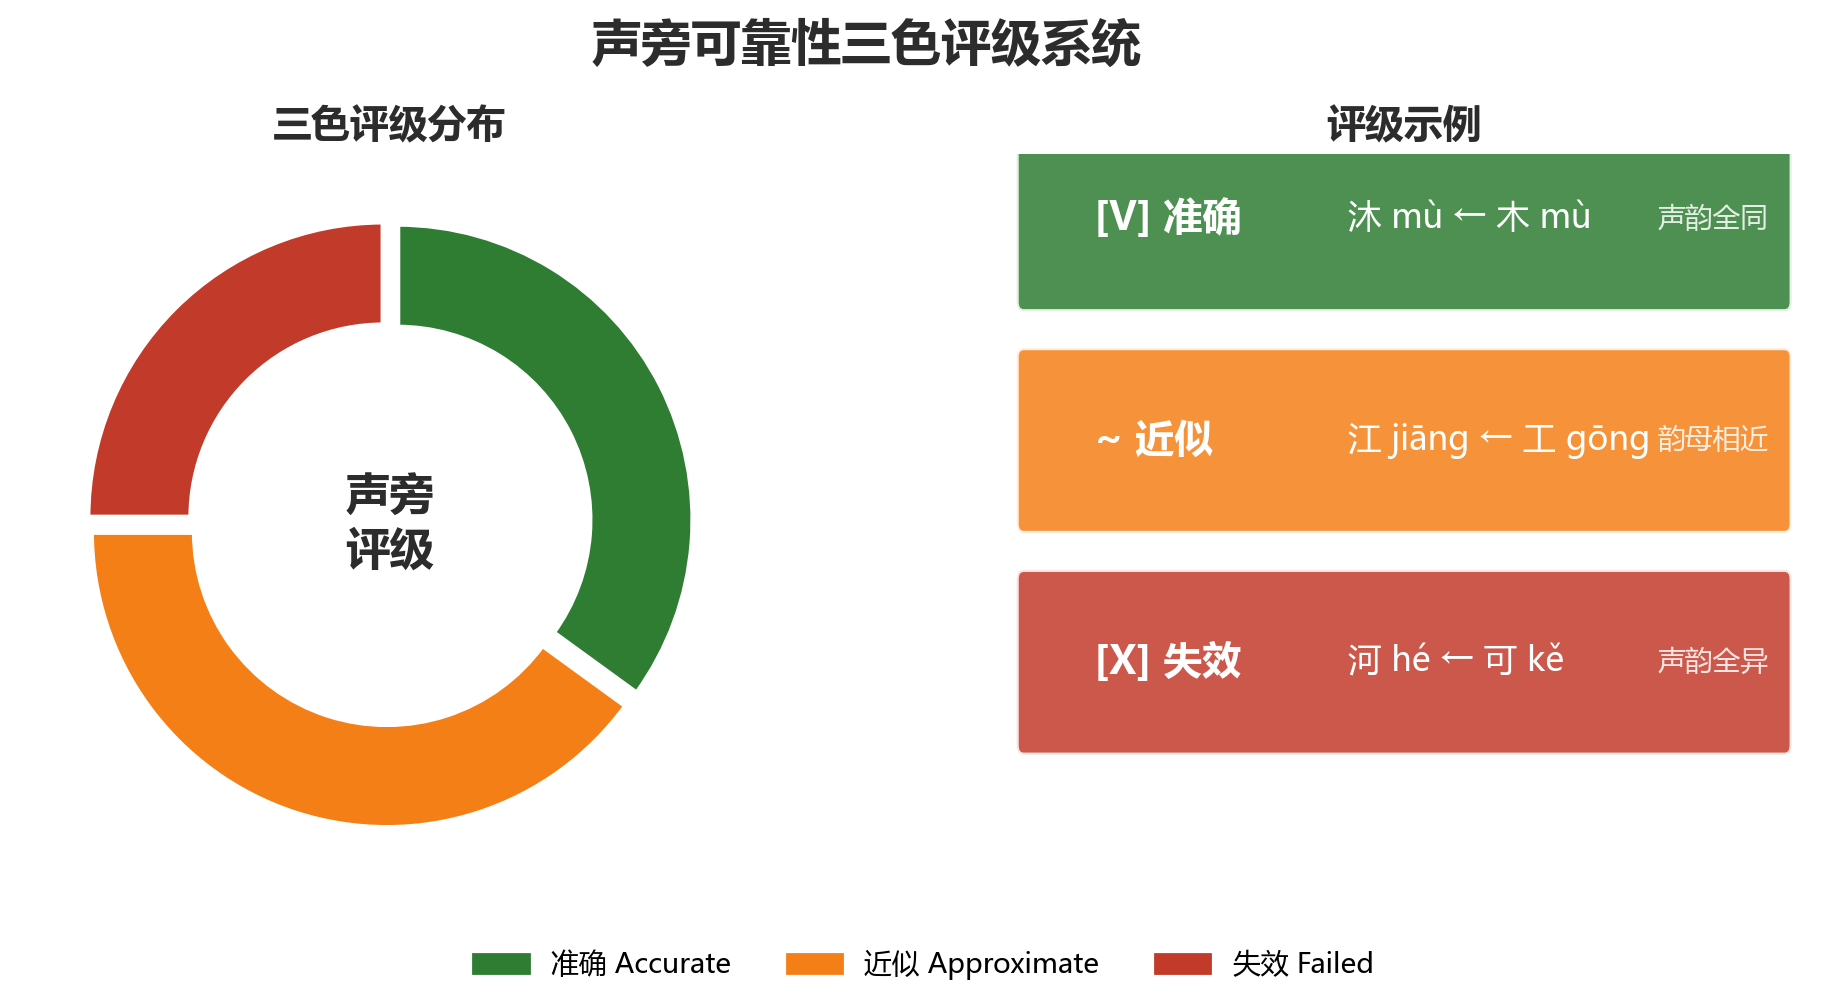 声旁可靠性三色评级系统
三色评级分布
声旁
评级
评级示例
[V] 准确 沐 mù ← 木 mù 声韵全同
~ 近似 江 jiāng ← 工 gōng 韵母相近
[X] 失效 河 hé ← 可 kě 声韵全异
准确 Accurate 近似 Approximate 失效 Failed